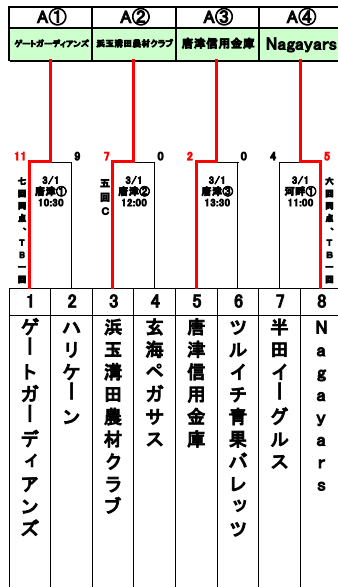 A① A② A③ A④
ゲートガーディアンズ 浜玉溝田農材クラブ 唐津信用金庫 Nagayars
11 9 7 0 2 0 4 5
七回同点、TB一回
3/1
唐津①
10:30
五回C
3/1
唐津②
12:00
3/1
唐津③
13:30
3/1
河畔①
11:00
六回同点、TB一回
1 2 3 4 5 6 7 8
ゲートガーディアンズ
ハリケーン
浜玉溝田農材クラブ
玄海ペガサス
唐津信用金庫
ツルイチ青果バレッツ
半田イーグルス
Nagayars